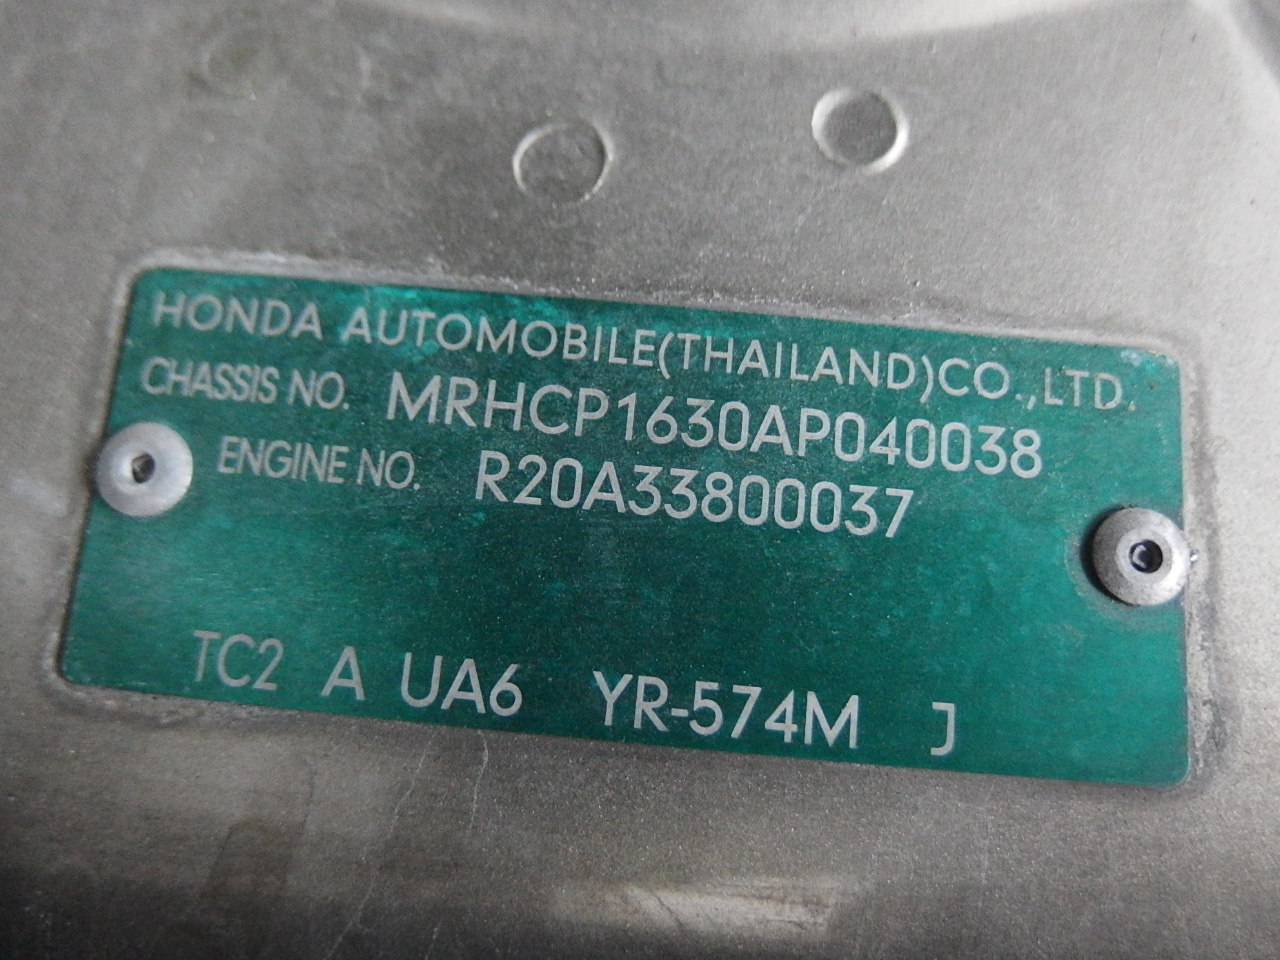 HONDA AUTOMOBILE(THAILAND)CO.,LTD.
CHASSIS NO. MRHCP1630AP040038
ENGINE NO. R20A33800037
TC2 A UA6 YR-574M J